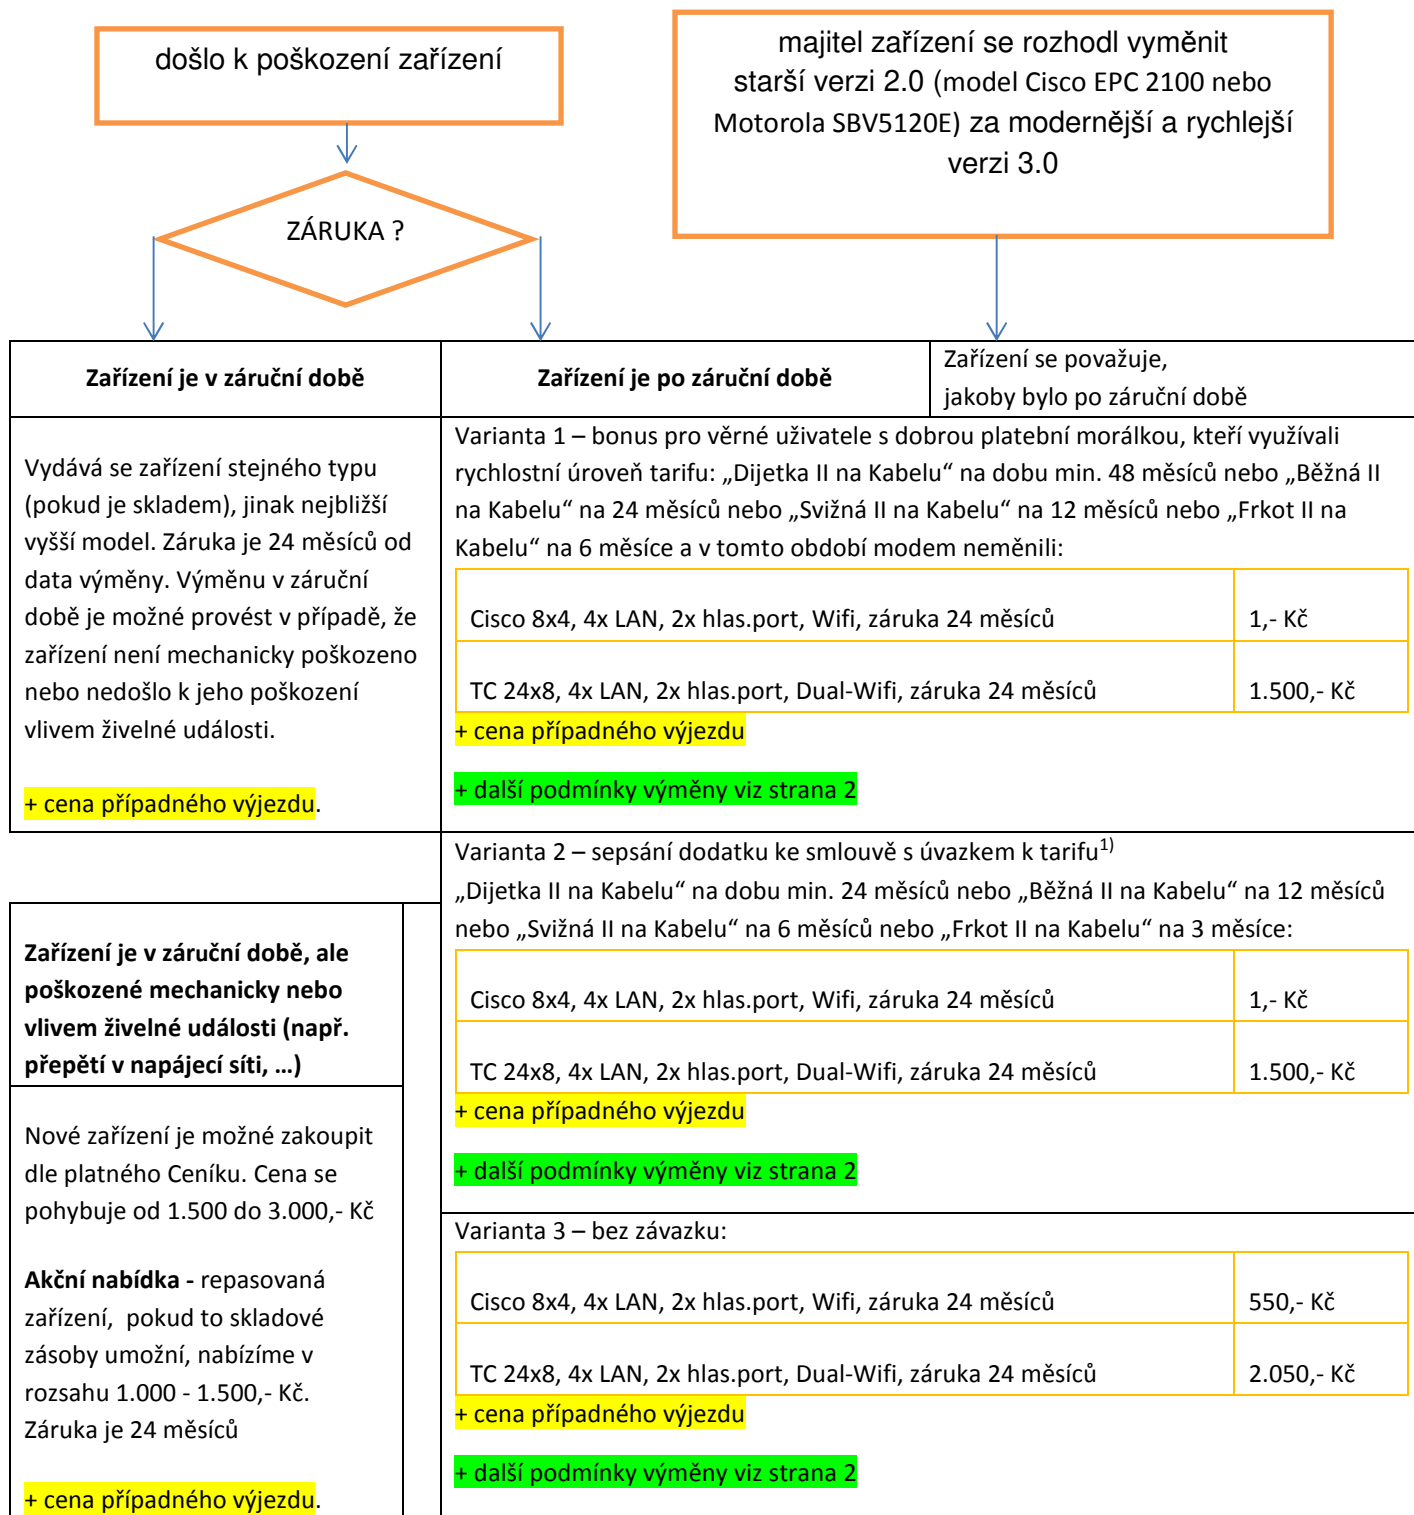 došlo k poškození zařízení
majitel zařízení se rozhodl vyměnit
starší verzi 2.0 (model Cisco EPC 2100 nebo
Motorola SBV5120E) za modernější a rychlejší
verzi 3.0
ZÁRUKA ?
Zařízení je v záruční době
Zařízení je po záruční době
Zařízení se považuje,
jakoby bylo po záruční době
Vydává se zařízení stejného typu
(pokud je skladem), jinak nejbližší
vyšší model. Záruka je 24 měsíců od
data výměny. Výměnu v záruční
době je možné provést v případě, že
zařízení není mechanicky poškozeno
nebo nedošlo k jeho poškození
vlivem živelné události.
+ cena případného výjezdu.
Varianta 1 – bonus pro věrné uživatele s dobrou platební morálkou, kteří využívali
rychlostní úroveň tarifu: „Dijetka II na Kabelu“ na dobu min. 48 měsíců nebo „Běžná II
na Kabelu“ na 24 měsíců nebo „Svižná II na Kabelu“ na 12 měsíců nebo „Frkot II na
Kabelu“ na 6 měsíce a v tomto období modem neměnili:
Cisco 8x4, 4x LAN, 2x hlas.port, Wifi, záruka 24 měsíců 1,- Kč
TC 24x8, 4x LAN, 2x hlas.port, Dual-Wifi, záruka 24 měsíců 1.500,- Kč
+ cena případného výjezdu
+ další podmínky výměny viz strana 2
Varianta 2 – sepsání dodatku ke smlouvě s úvazkem k tarifu1)
„Dijetka II na Kabelu“ na dobu min. 24 měsíců nebo „Běžná II na Kabelu“ na 12 měsíců
nebo „Svižná II na Kabelu“ na 6 měsíců nebo „Frkot II na Kabelu“ na 3 měsíce:
Cisco 8x4, 4x LAN, 2x hlas.port, Wifi, záruka 24 měsíců 1,- Kč
TC 24x8, 4x LAN, 2x hlas.port, Dual-Wifi, záruka 24 měsíců 1.500,- Kč
+ cena případného výjezdu
+ další podmínky výměny viz strana 2
Zařízení je v záruční době, ale
poškozené mechanicky nebo
vlivem živelné události (např.
přepětí v napájecí síti, …)
Nové zařízení je možné zakoupit
dle platného Ceníku. Cena se
pohybuje od 1.500 do 3.000,- Kč
Akční nabídka - repasovaná
zařízení, pokud to skladové
zásoby umožní, nabízíme v
rozsahu 1.000 - 1.500,- Kč.
Záruka je 24 měsíců
+ cena případného výjezdu.
Varianta 3 – bez závazku:
Cisco 8x4, 4x LAN, 2x hlas.port, Wifi, záruka 24 měsíců 550,- Kč
TC 24x8, 4x LAN, 2x hlas.port, Dual-Wifi, záruka 24 měsíců 2.050,- Kč
+ cena případného výjezdu
+ další podmínky výměny viz strana 2